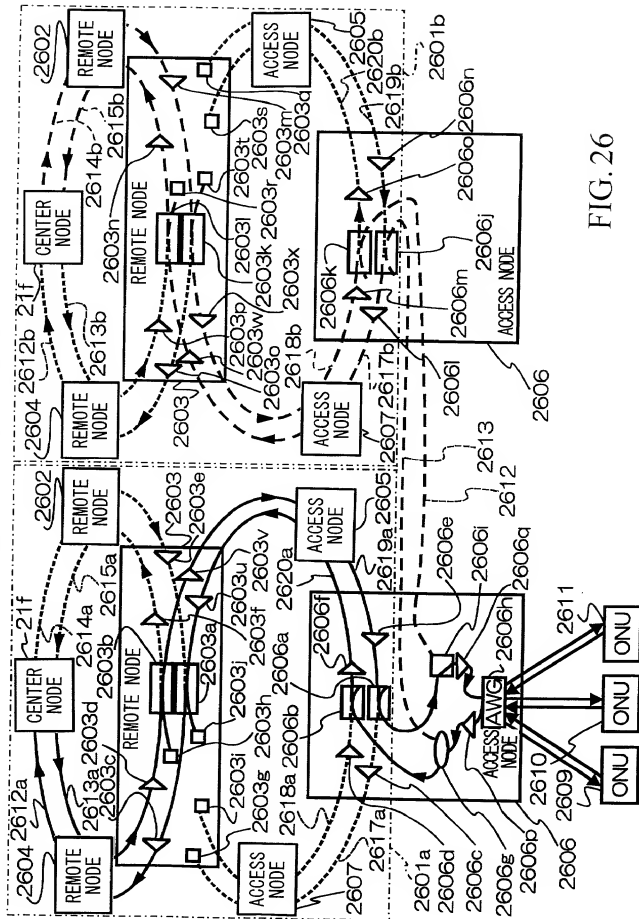 2602
REMOTE NODE
2614b
2615b
CENTER NODE
21f
2612b
2613b
2604
REMOTE NODE
2605
ACCESS NODE
2603n
REMOTE NODE
2603q
2603m
2603s
2603t
2603r
2603l
2603k
2603x
2603p
2603w
2603o
2603
2620b
2601b
2619b
2606n
2606o
2606k
2606j
2606m
2606l
ACCESS NODE
2606
2618b
2617b
ACCESS NODE
2607
2613
2612
FIG. 26
2602
REMOTE NODE
2614a
2615a
CENTER NODE
21f
2612a
2613a
2604
REMOTE NODE
2603d
2603c
2603b
REMOTE NODE
2603
2603e
2603v
2603u
2603f
2603a
2603j
2603h
2603i
2603g
2605
ACCESS NODE
2619a
2620a
2606f
2606a
2606b
2606e
2606i
2606q
2606h
AWG
ACCESS NODE
2618a
2617a
2601a
2607
ACCESS NODE
2606d
2606c
2606g
2606p
2606
2611
ONU
2610
ONU
2609
ONU